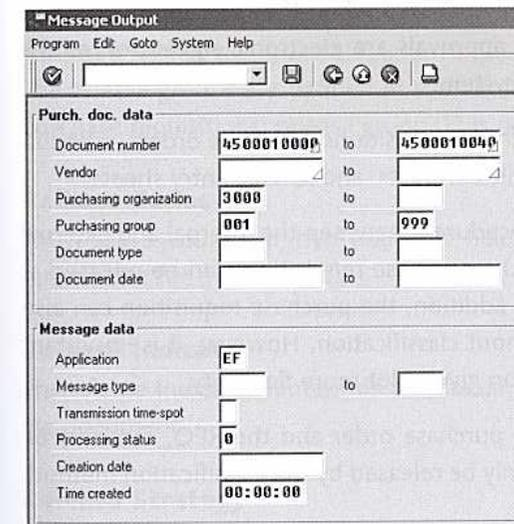 Message Output
Program Edit Goto System Help
Purch. doc. data
Document number 4500010000 to 4500010040
Vendor to
Purchasing organization 3000 to
Purchasing group 001 to 999
Document type to
Document date to
Message data
Application EF
Message type to
Transmission time-spot
Processing status 0
Creation date
Time created 00:00:00